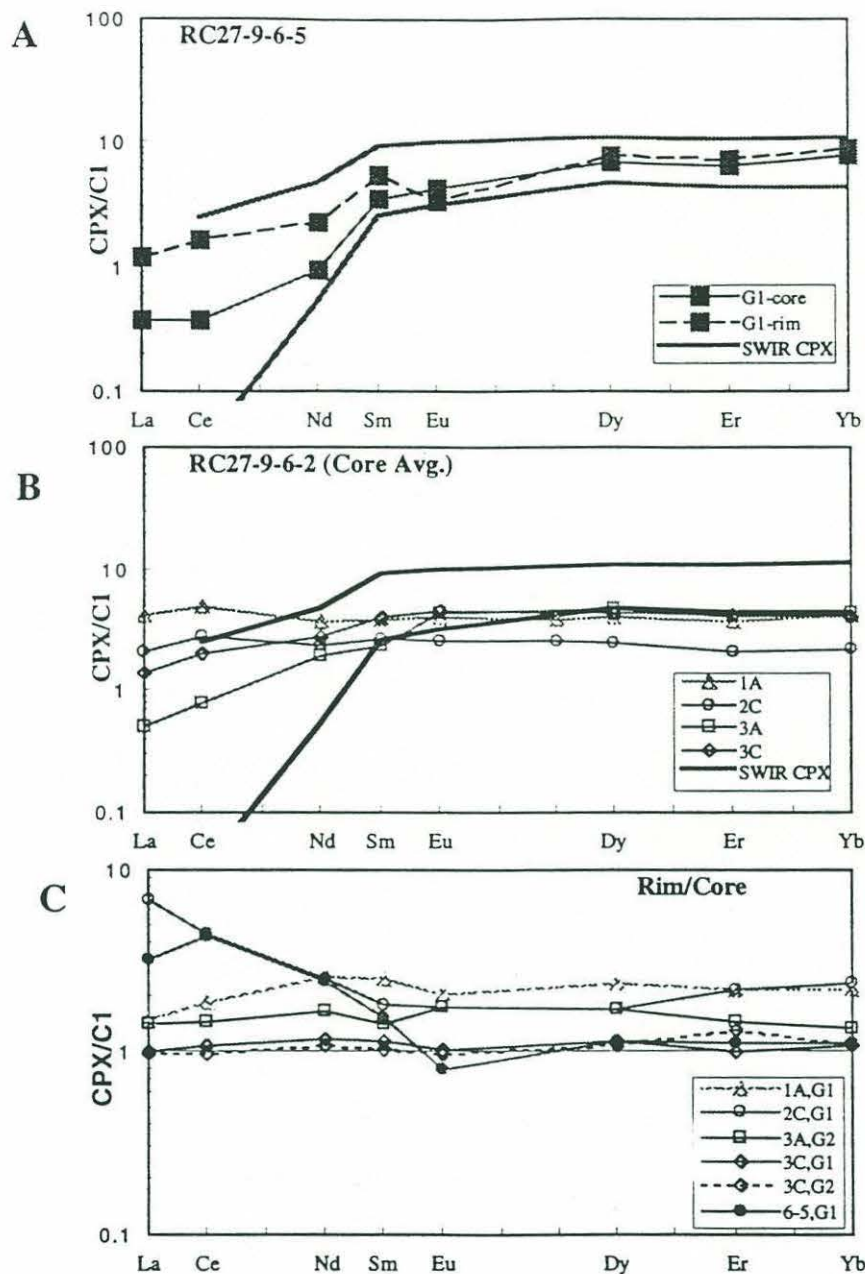 A
RC27-9-6-5
100
10
1
0.1
CPX/C1
G1-core
G1-rim
SWIR CPX
La Ce Nd Sm Eu Dy Er Yb
B
RC27-9-6-2 (Core Avg.)
100
10
1
0.1
CPX/C1
1A
2C
3A
3C
SWIR CPX
La Ce Nd Sm Eu Dy Er Yb
C
Rim/Core
10
1
0.1
CPX/C1
1A,G1
2C,G1
3A,G2
3C,G1
3C,G2
6-5,G1
La Ce Nd Sm Eu Dy Er Yb